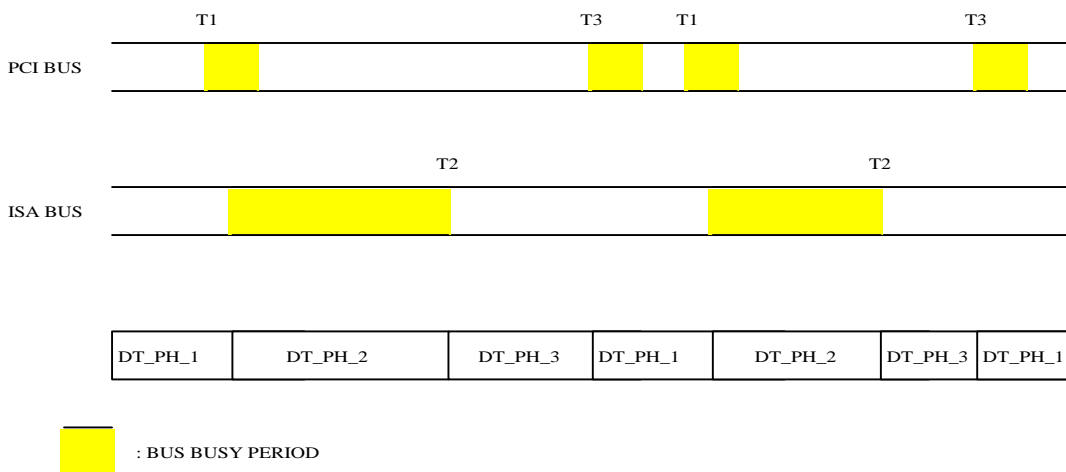 T1 T3 T1 T3
PCI BUS
T2 T2
ISA BUS
DT_PH_1 DT_PH_2 DT_PH_3 DT_PH_1 DT_PH_2 DT_PH_3 DT_PH_1
: BUS BUSY PERIOD